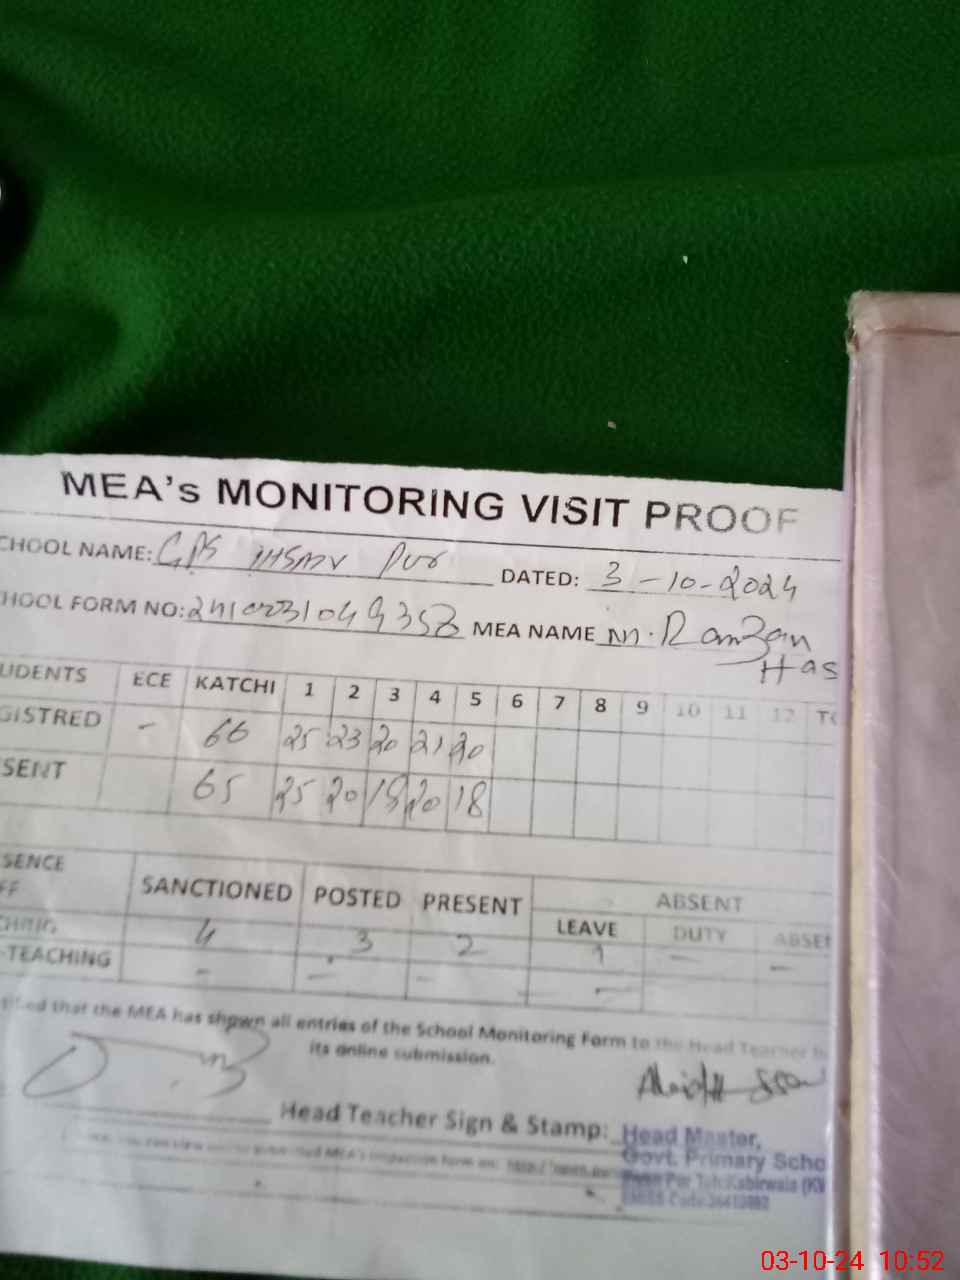 MEA's MONITORING VISIT PROOF
CHOOL NAME: GPS Pur DATED: 3-10-2024
HOOL FORM NO: MEA NAME M. Ramzan
Has
UDENTS ECE KATCHI 1 2 3 4 5 6 7 8 9 10 11 12 TO
GISTRED - 66 25 23 20 21 20
SENT 65 25 20 20 18
SENCE
FF SANCTIONED POSTED PRESENT ABSENT
LEAVE DUTY ABSE
CHING 4 3 2 1 - -
-TEACHING - - - -
that the MEA has shown all entries of the School Monitoring Form to the Head Teacher
its online submission.
Head Teacher Sign & Stamp:
Head Master,
Govt. Primary Scho
Pur Teh: Kabirwala (KW
03-10-24 10:52